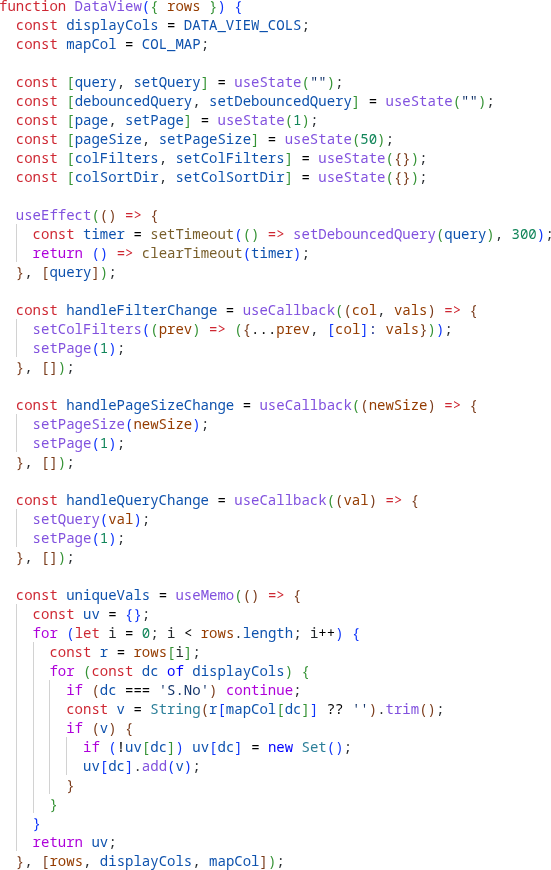 function DataView({ rows }) {
  const displayCols = DATA_VIEW_COLS;
  const mapCol = COL_MAP;

  const [query, setQuery] = useState("");
  const [debouncedQuery, setDebouncedQuery] = useState("");
  const [page, setPage] = useState(1);
  const [pageSize, setPageSize] = useState(50);
  const [colFilters, setColFilters] = useState({});
  const [colSortDir, setColSortDir] = useState({});

  useEffect(() => {
    const timer = setTimeout(() => setDebouncedQuery(query), 300);
    return () => clearTimeout(timer);
  }, [query]);

  const handleFilterChange = useCallback((col, vals) => {
    setColFilters((prev) => ({...prev, [col]: vals}));
    setPage(1);
  }, []);

  const handlePageSizeChange = useCallback((newSize) => {
    setPageSize(newSize);
    setPage(1);
  }, []);

  const handleQueryChange = useCallback((val) => {
    setQuery(val);
    setPage(1);
  }, []);

  const uniqueVals = useMemo(() => {
    const uv = {};
    for (let i = 0; i < rows.length; i++) {
      const r = rows[i];
      for (const dc of displayCols) {
        if (dc === 'S.No') continue;
        const v = String(r[mapCol[dc]] ?? '').trim();
        if (v) {
          if (!uv[dc]) uv[dc] = new Set();
          uv[dc].add(v);
        }
      }
    }
    return uv;
  }, [rows, displayCols, mapCol]);